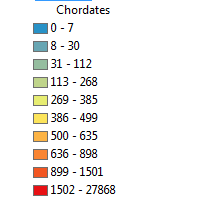 Chordates
0 - 7
8 - 30
31 - 112
113 - 268
269 - 385
386 - 499
500 - 635
636 - 898
899 - 1501
1502 - 27868